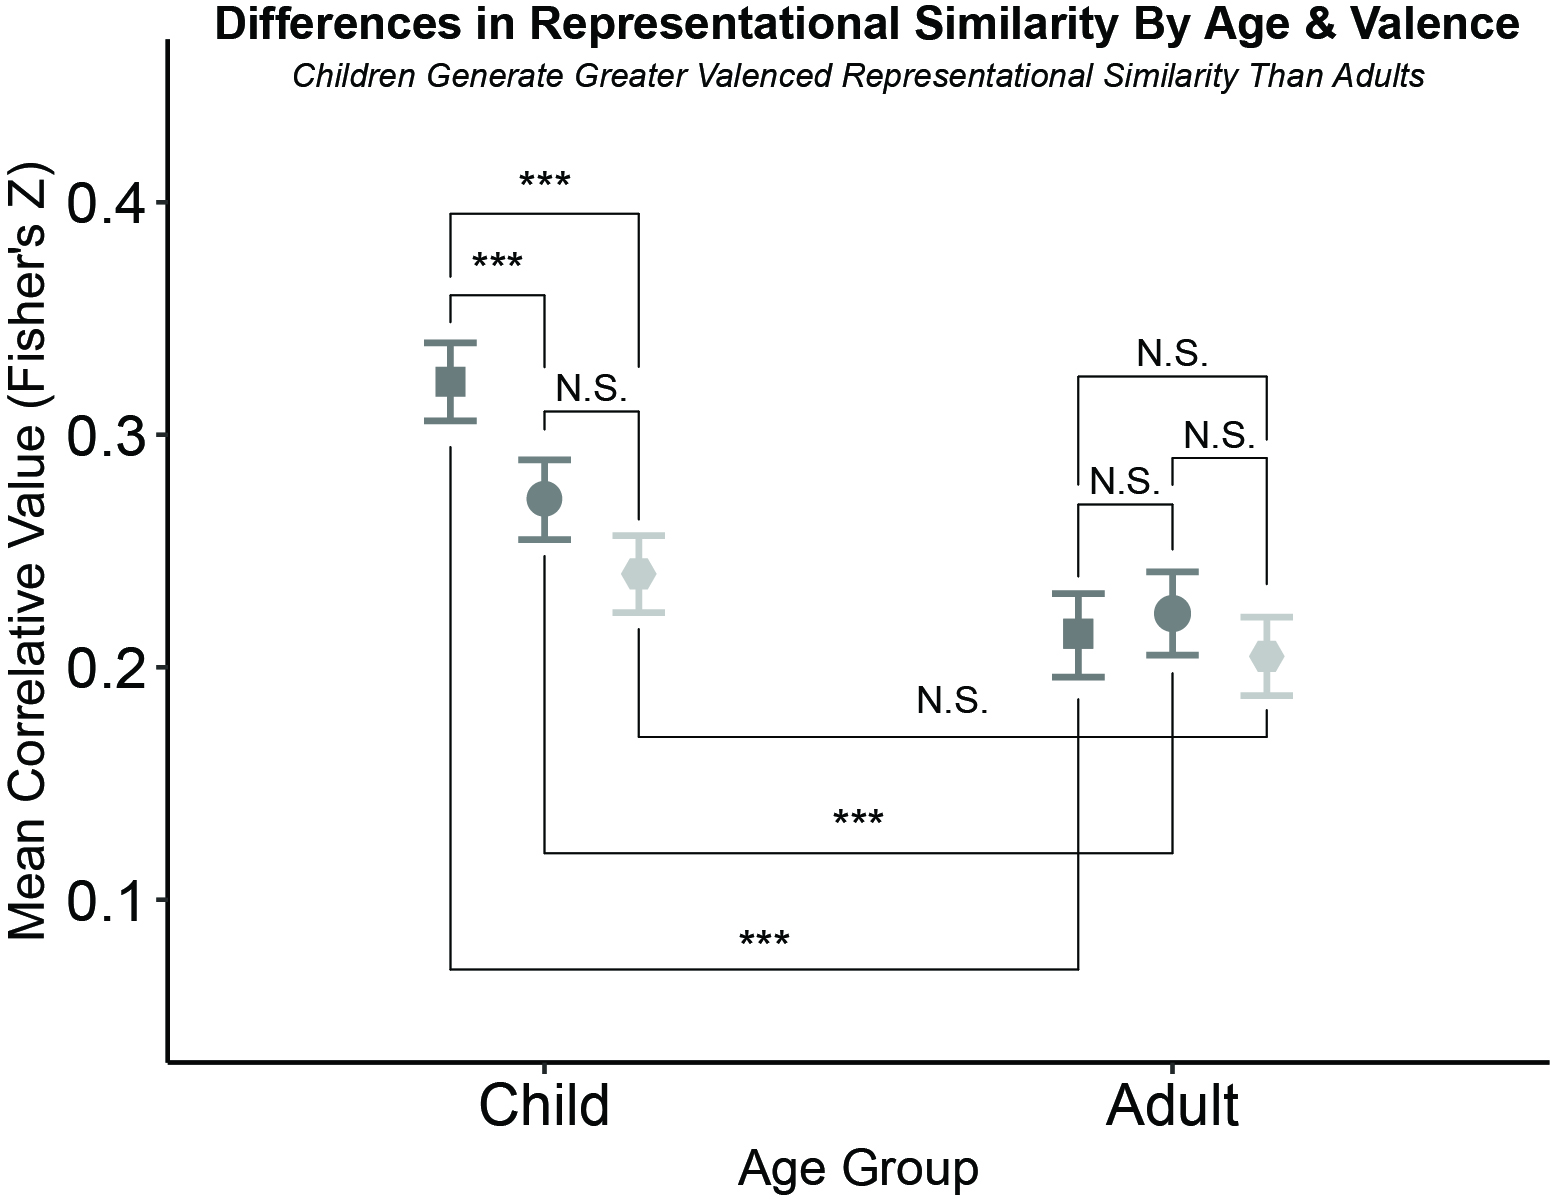 Differences in Representational Similarity By Age & Valence
Children Generate Greater Valenced Representational Similarity Than Adults
Mean Correlative Value (Fisher's Z)
0.4
0.3
0.2
0.1
***
***
N.S.
N.S.
N.S.
N.S.
N.S.
***
***
Child
Adult
Age Group